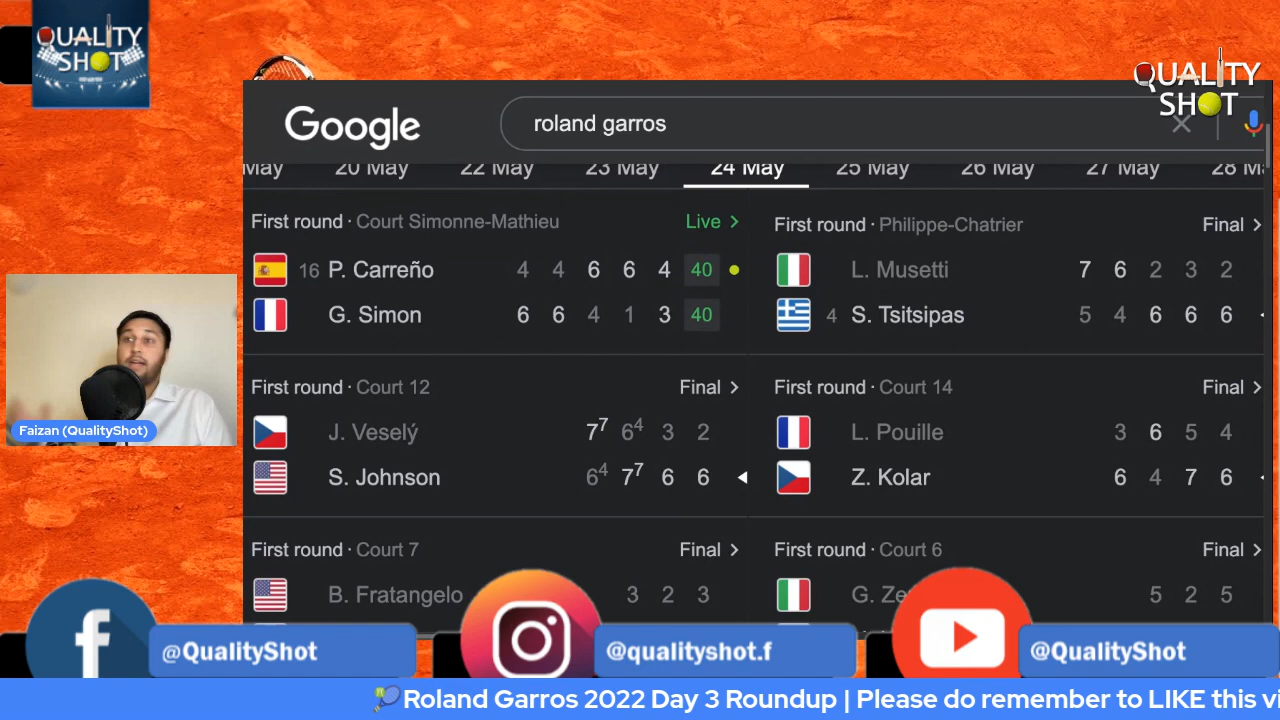 QUALITY
SHOT
QUALITY
SHOT
Google
roland garros
May 20 May 22 May 23 May 24 May 25 May 26 May 27 May 28
First round · Court Simonne-Mathieu Live
16 P. Carreño 4 4 6 6 4 40
G. Simon 6 6 4 1 3 40
First round · Philippe-Chatrier Final
L. Musetti 7 6 2 3 2
4 S. Tsitsipas 5 4 6 6 6
First round · Court 12 Final
J. Veselý 7⁷ 6⁴ 3 2
S. Johnson 6⁴ 7⁷ 6 6
First round · Court 14 Final
L. Pouille 3 6 5 4
Z. Kolar 6 4 7 6
First round · Court 7 Final
B. Fratangelo 3 2 3
First round · Court 6 Final
G. Ze 5 2 5
Faizan (QualityShot)
@QualityShot
@qualityshot.f
@QualityShot
Roland Garros 2022 Day 3 Roundup | Please do remember to LIKE this vi